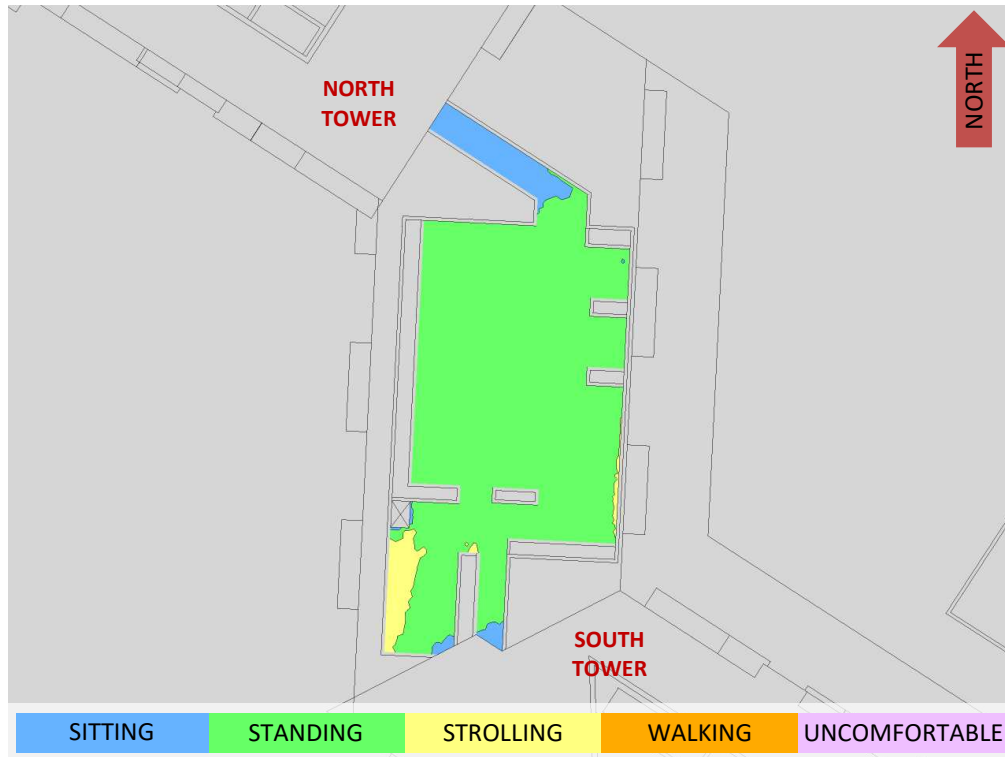 NORTH
TOWER
NORTH
SOUTH
TOWER
SITTING
STANDING
STROLLING
WALKING
UNCOMFORTABLE